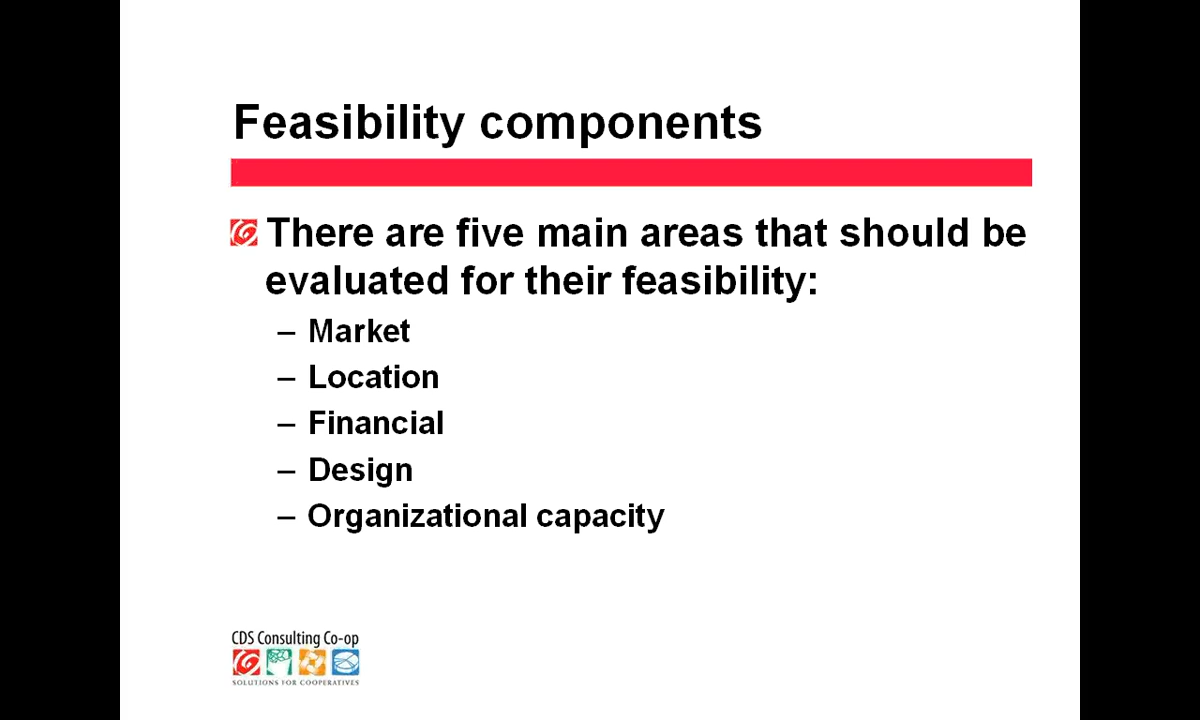 Feasibility components
There are five main areas that should be
evaluated for their feasibility:
– Market
– Location
– Financial
– Design
– Organizational capacity
CDS Consulting Co-op
SOLUTIONS FOR COOPERATIVES